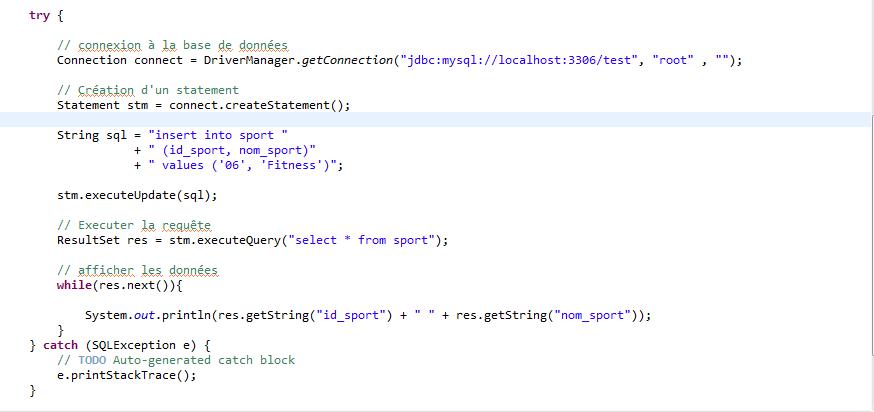 try {
// connexion à la base de données
Connection connect = DriverManager.getConnection("jdbc:mysql://localhost:3306/test", "root" , "");
// Création d'un statement
Statement stm = connect.createStatement();
String sql = "insert into sport "
+ " (id_sport, nom_sport)"
+ " values ('06', 'Fitness')";
stm.executeUpdate(sql);
// Executer la requête
ResultSet res = stm.executeQuery("select * from sport");
// afficher les données
while(res.next()){
System.out.println(res.getString("id_sport") + " " + res.getString("nom_sport"));
}
} catch (SQLException e) {
// TODO Auto-generated catch block
e.printStackTrace();
}